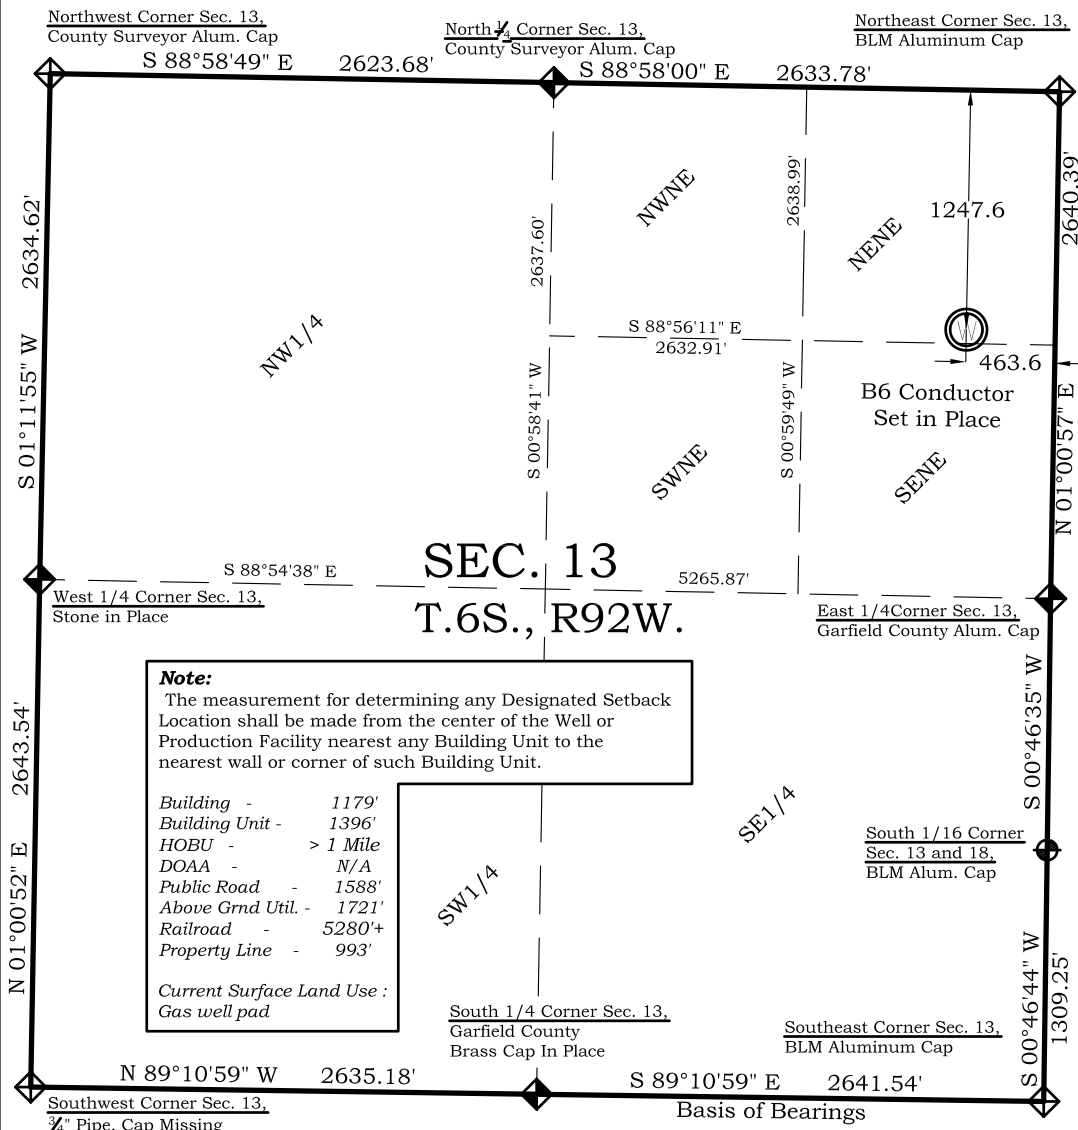 Northwest Corner Sec. 13,
County Surveyor Alum. Cap
North 1/4 Corner Sec. 13,
County Surveyor Alum. Cap
Northeast Corner Sec. 13,
BLM Aluminum Cap
S 88°58'49" E 2623.68'
S 88°58'00" E 2633.78'
2634.62'
S 01°11'55" W
2640.39'
N 01°00'57" E
NWNE
2638.99'
S 00°59'49" W
2637.60'
S 00°58'41" W
NENE
1247.6
W
463.6
B6 Conductor
Set in Place
S 88°56'11" E
2632.91'
NW1/4
SWNE
SENE
SEC. 13
T.6S., R92W.
S 88°54'38" E
5265.87'
West 1/4 Corner Sec. 13,
Stone in Place
East 1/4Corner Sec. 13,
Garfield County Alum. Cap
Note:
The measurement for determining any Designated Setback
Location shall be made from the center of the Well or
Production Facility nearest any Building Unit to the
nearest wall or corner of such Building Unit.
Building - 1179'
Building Unit - 1396'
HOBU - > 1 Mile
DOAA - N/A
Public Road - 1588'
Above Grnd Util. - 1721'
Railroad - 5280'+
Property Line - 993'
Current Surface Land Use :
Gas well pad
2643.54'
N 01°00'52" E
S 00°46'35" W
SE1/4
SW1/4
South 1/16 Corner
Sec. 13 and 18,
BLM Alum. Cap
S 00°46'44" W
1309.25'
South 1/4 Corner Sec. 13,
Garfield County
Brass Cap In Place
Southeast Corner Sec. 13,
BLM Aluminum Cap
N 89°10'59" W 2635.18'
S 89°10'59" E 2641.54'
Basis of Bearings
Southwest Corner Sec. 13,
3/4" Pipe, Cap Missing